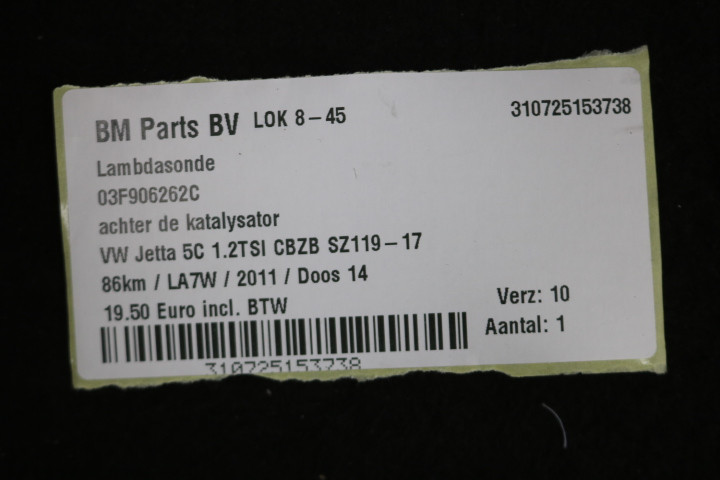 BM Parts BV LOK 8-45 310725153738
Lambdasonde
03F906262C
achter de katalysator
VW Jetta 5C 1.2TSI CBZB SZ119-17
86km / LA7W / 2011 / Doos 14
19.50 Euro incl. BTW Verz: 10
Aantal: 1
310725153738